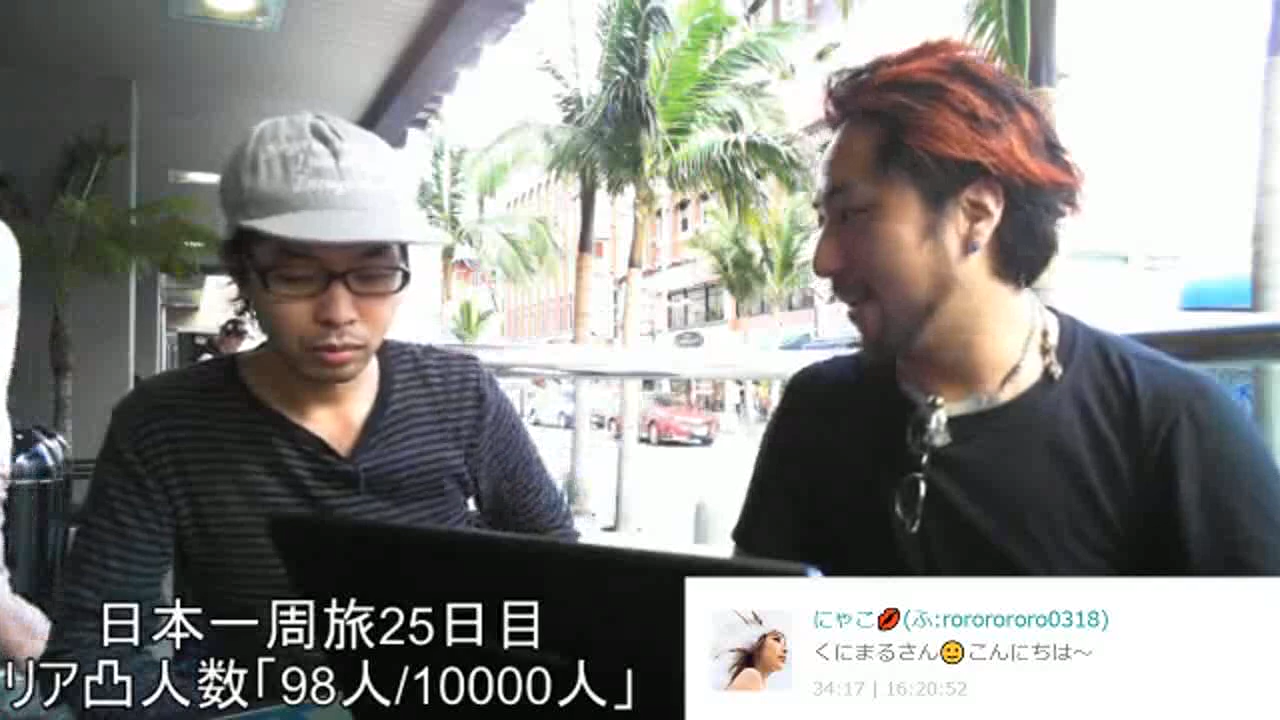 日本一周旅25日目
リア凸人数「98人/10000人」
にゃこ💋(ふ:rorororororo0318)
くにまるさん🙂こんにちは〜
34:17 | 16:20:52